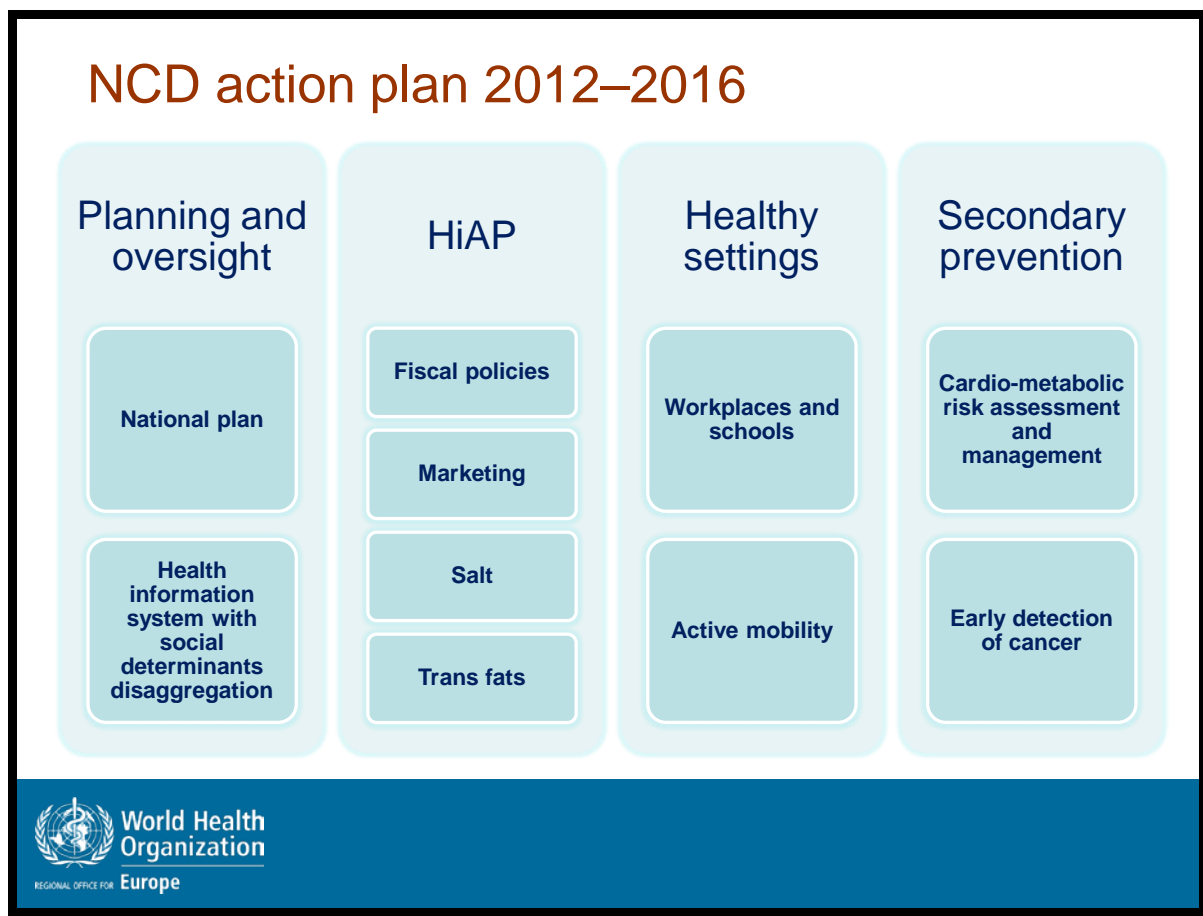 NCD action plan 2012–2016
Planning and
oversight
National plan
Health
information
system with
social
determinants
disaggregation
HiAP
Fiscal policies
Marketing
Salt
Trans fats
Healthy
settings
Workplaces and
schools
Active mobility
Secondary
prevention
Cardio-metabolic
risk assessment
and
management
Early detection
of cancer
World Health
Organization
REGIONAL OFFICE FOR Europe